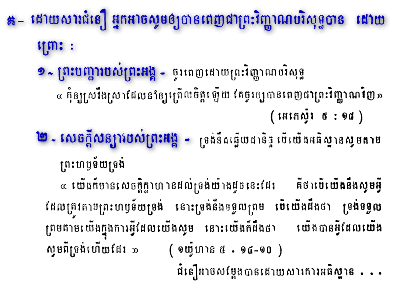 គ- ដោយសារជំនឿ អ្នកអាចសូមឲ្យបានពេញជាព្រះវិញ្ញាណបរិសុទ្ធបាន ដោយ
ព្រោះ :
១~ ព្រះបញ្ជារបស់ព្រះអង្គ - ចូរពេញដោយព្រះវិញ្ញាណបរិសុទ្ធ
« កុំឲ្យស្រវឹងស្រាដែលនាំឲ្យព្រើលចិត្តឡើយ តែចូរឲ្យបានពេញជាព្រះវិញ្ញាណវិញ»
( អេភេសូរ ៥ : ១៨ )
២ - សេចក្ដីសន្យារបស់ព្រះអង្គ - ទ្រង់នឹងឆ្លើយជានិច្ច បើយើងអធិស្ឋានសូមតាម
ព្រះហឫទ័យទ្រង់
« យើងក៏មានសេចក្ដីក្លាហានដល់ទ្រង់យ៉ាងដូចនេះដែរ គឺថាបើយើងនឹងសូមអ្វី
ដែលត្រូវតាមព្រះហឫទ័យទ្រង់ នោះទ្រង់នឹងទទួលព្រម បើយើងដឹងថា ទ្រង់ទទួល
ព្រមតាមយើងក្នុងការអ្វីដែលយើងសូម នោះយើងក៏ដឹងថា យើងបានអ្វីដែលយើង
សូមពីទ្រង់ហើយដែរ » ( ១យ៉ូហាន ៥ . ១៤-១០ )
ជំនឿអាចសម្ដែងបានដោយសារការអធិស្ឋាន . . .